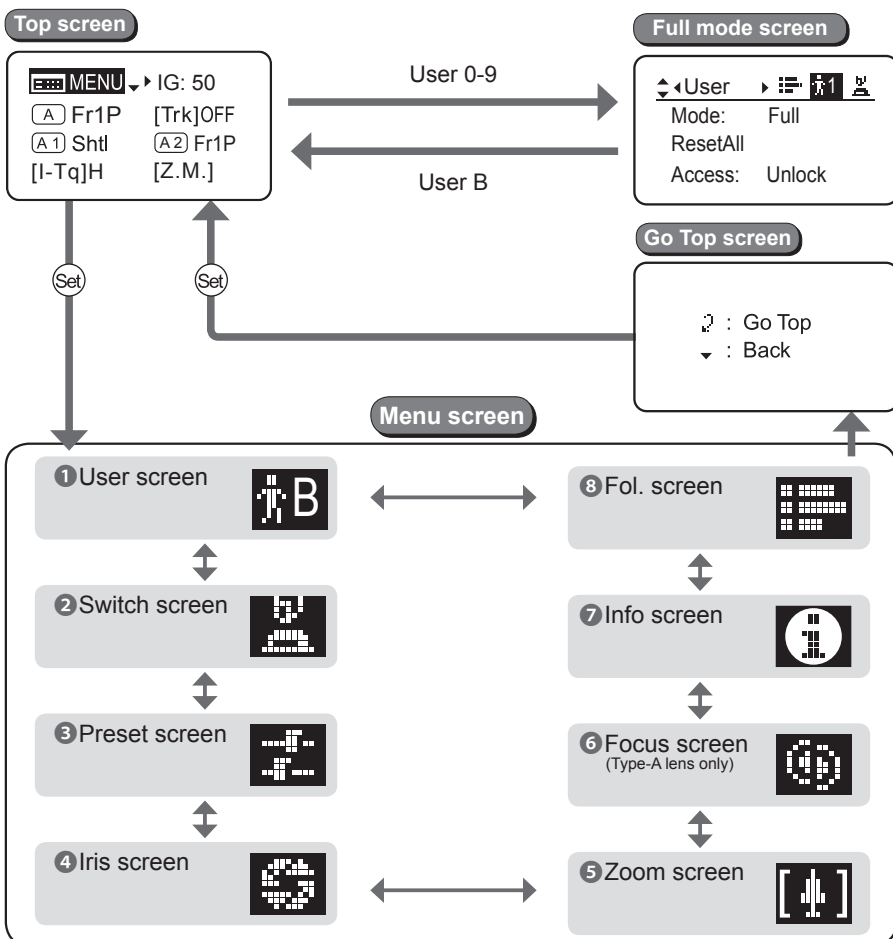 Top screen
MENU IG: 50
A Fr1P [Trk]OFF
A1 Shtl A2 Fr1P
[I-Tq]H [Z.M.]
User 0-9
User B
Full mode screen
User 1
Mode: Full
ResetAll
Access: Unlock
Go Top screen
: Go Top
: Back
Set
Set
Menu screen
1 User screen
B
2 Switch screen
3 Preset screen
4 Iris screen
8 Fol. screen
7 Info screen
i
6 Focus screen
(Type-A lens only)
5 Zoom screen